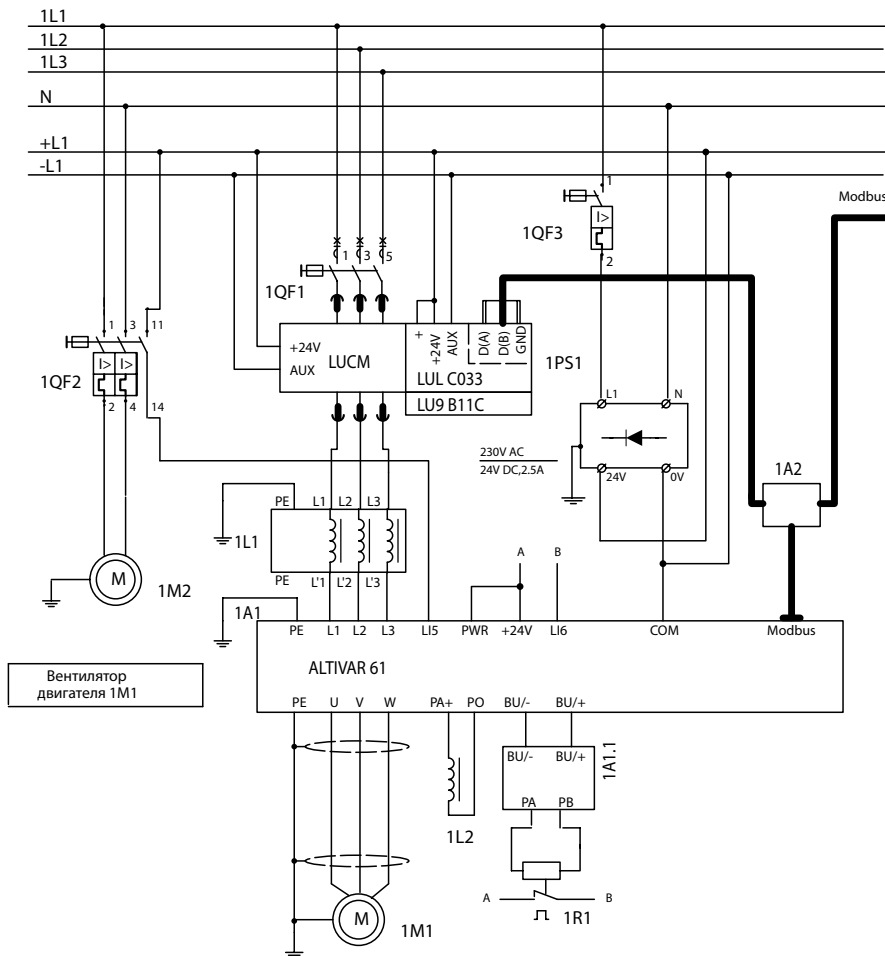 1L1
1L2
1L3
N
+L1
-L1
Modbus
1
1QF3
I>
2
1 3 5
1QF1
1 3 11
1QF2
I> I>
2 4 14
+24V
AUX
LUCM
+
+24V
AUX
D(A)
D(B)
GND
LUL C033
LU9 B11C
1PS1
L1 N
230V AC
24V DC,2.5A
24V 0V
1A2
PE L1 L2 L3
1L1
PE L'1 L'2 L'3
A B
M
1M2
1A1
PE L1 L2 L3 LI5 PWR +24V LI6 COM Modbus
ALTIVAR 61
Вентилятор
двигателя 1M1
PE U V W PA+ PO BU/- BU/+
BU/- BU/+
1A1.1
PA PB
1L2
A B
1R1
M
1M1